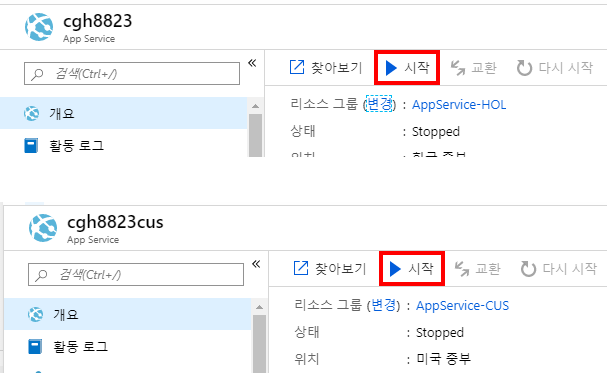 cgh8823
App Service
검색(Ctrl+/)
«
찾아보기 시작 교환 다시 시작
개요
리소스 그룹 (변경) : AppService-HOL
활동 로그
상태 : Stopped
위치 : 한국 중부
cgh8823cus
App Service
검색(Ctrl+/)
«
찾아보기 시작 교환 다시 시작
개요
리소스 그룹 (변경) : AppService-CUS
활동 로그
상태 : Stopped
위치 : 미국 중부